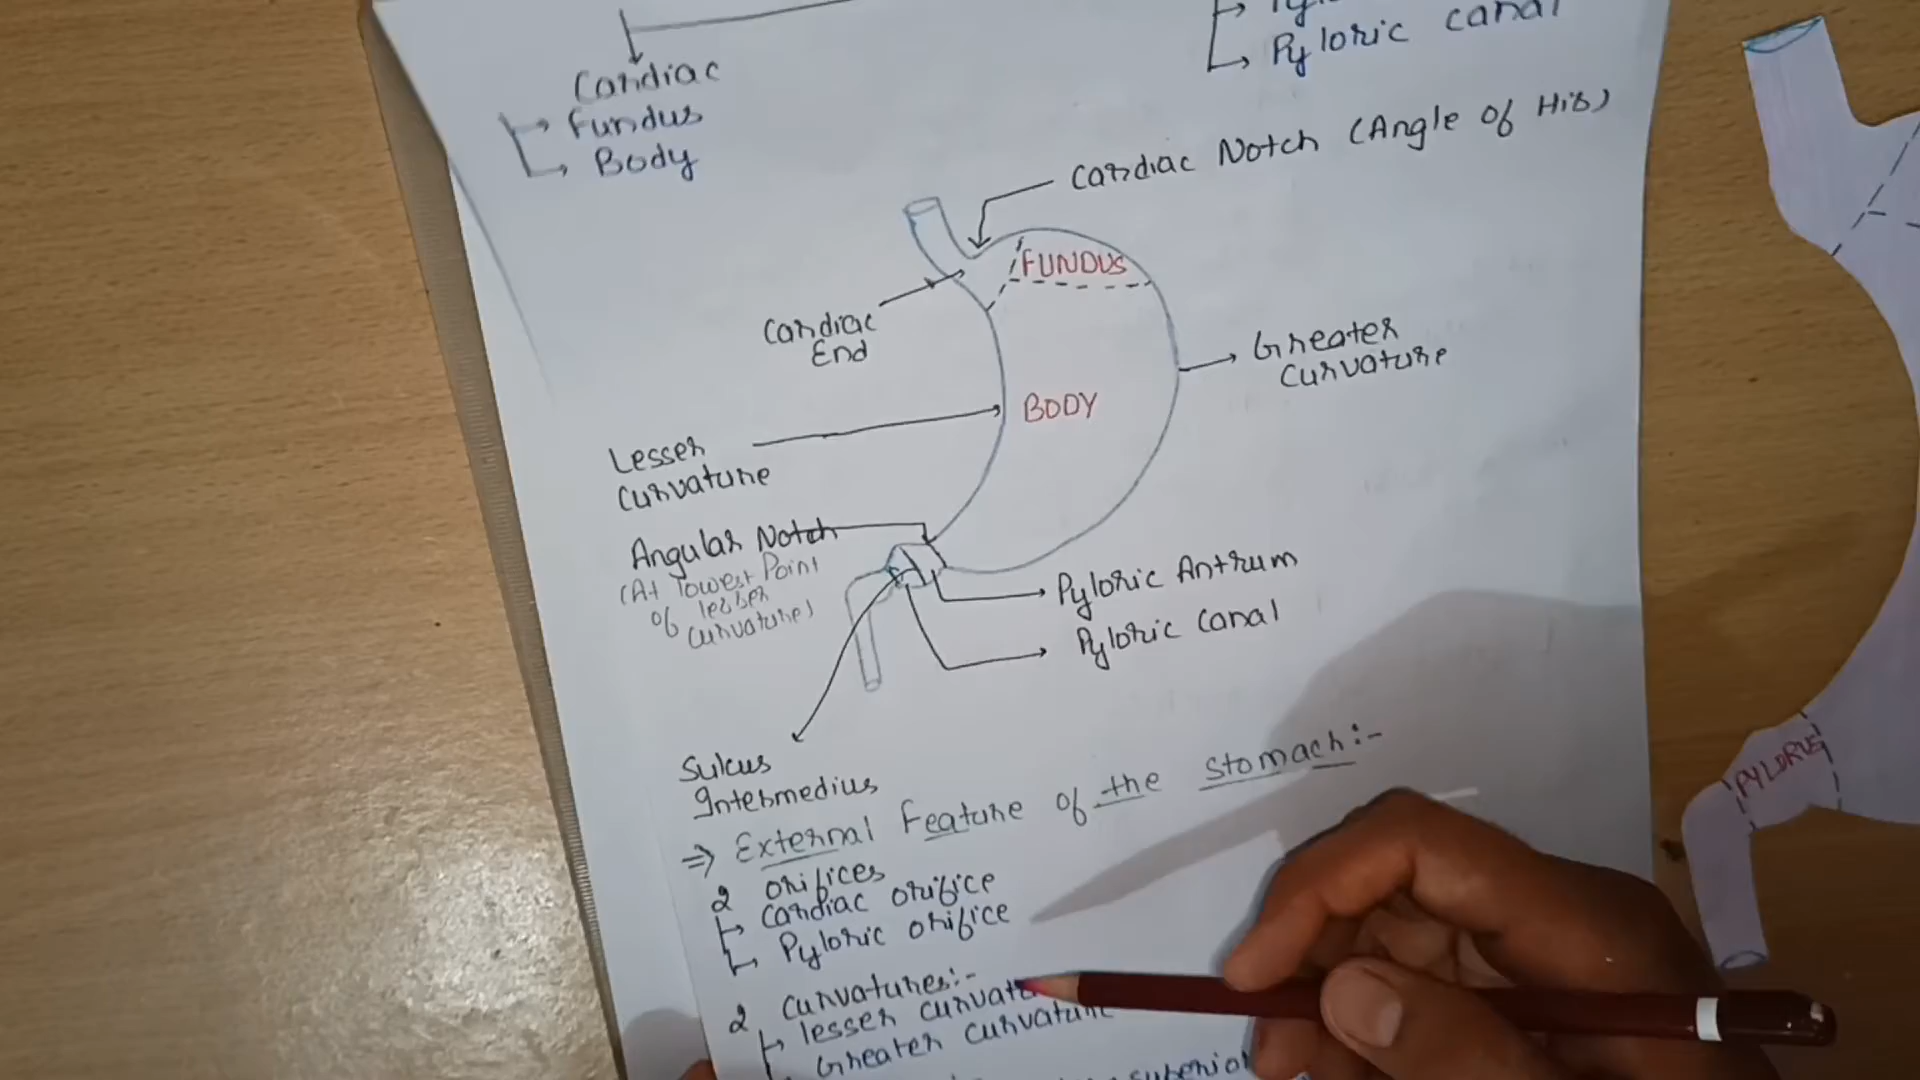 Pyloric canal
Cardiac
Fundus
Body
Cardiac Notch (Angle of His)
FUNDUS
Cardiac
End
Greater
Curvature
BODY
Lesser
Curvature
Angular Notch
(At lowest Point
of lesser
curvature)
Pyloric Antrum
Pyloric Canal
Sulcus
Intermedius
PYLORUS
⇒ External Feature of the Stomach:-
2 orifices
Cardiac orifice
Pyloric orifice
2 Curvatures:-
lesser
Greater curvature